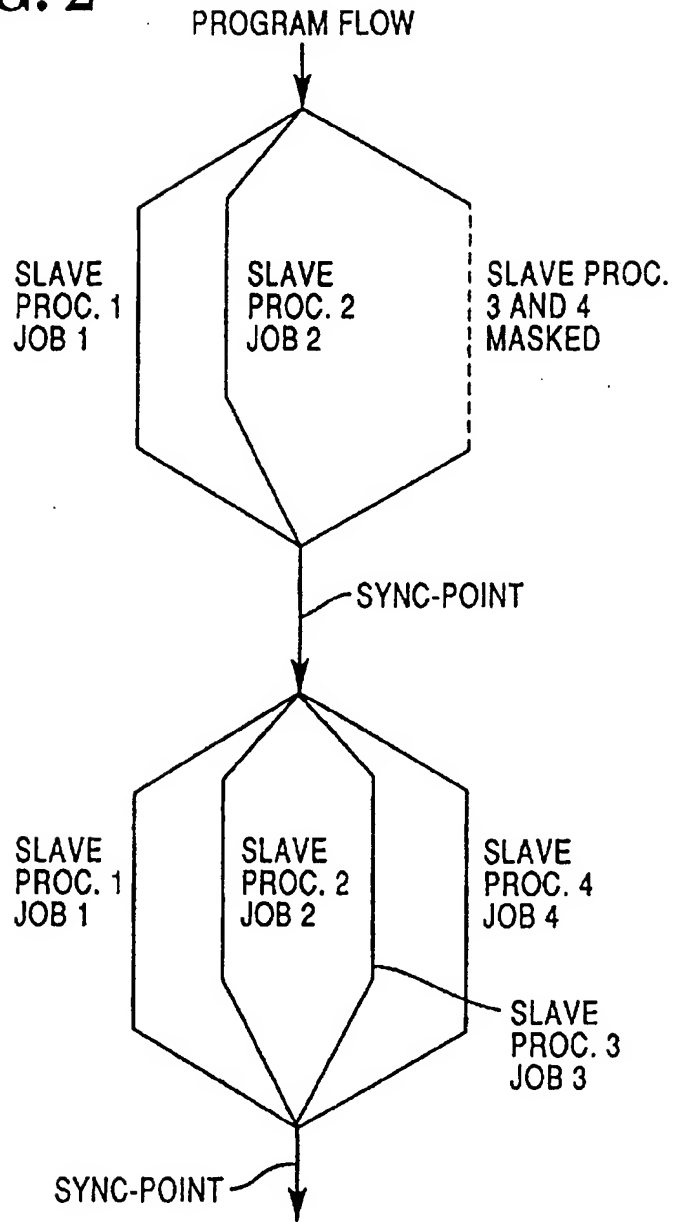 G. 2
PROGRAM FLOW
SLAVE
PROC. 1
JOB 1
SLAVE
PROC. 2
JOB 2
SLAVE PROC.
3 AND 4
MASKED
SYNC-POINT
SLAVE
PROC. 1
JOB 1
SLAVE
PROC. 2
JOB 2
SLAVE
PROC. 4
JOB 4
SLAVE
PROC. 3
JOB 3
SYNC-POINT